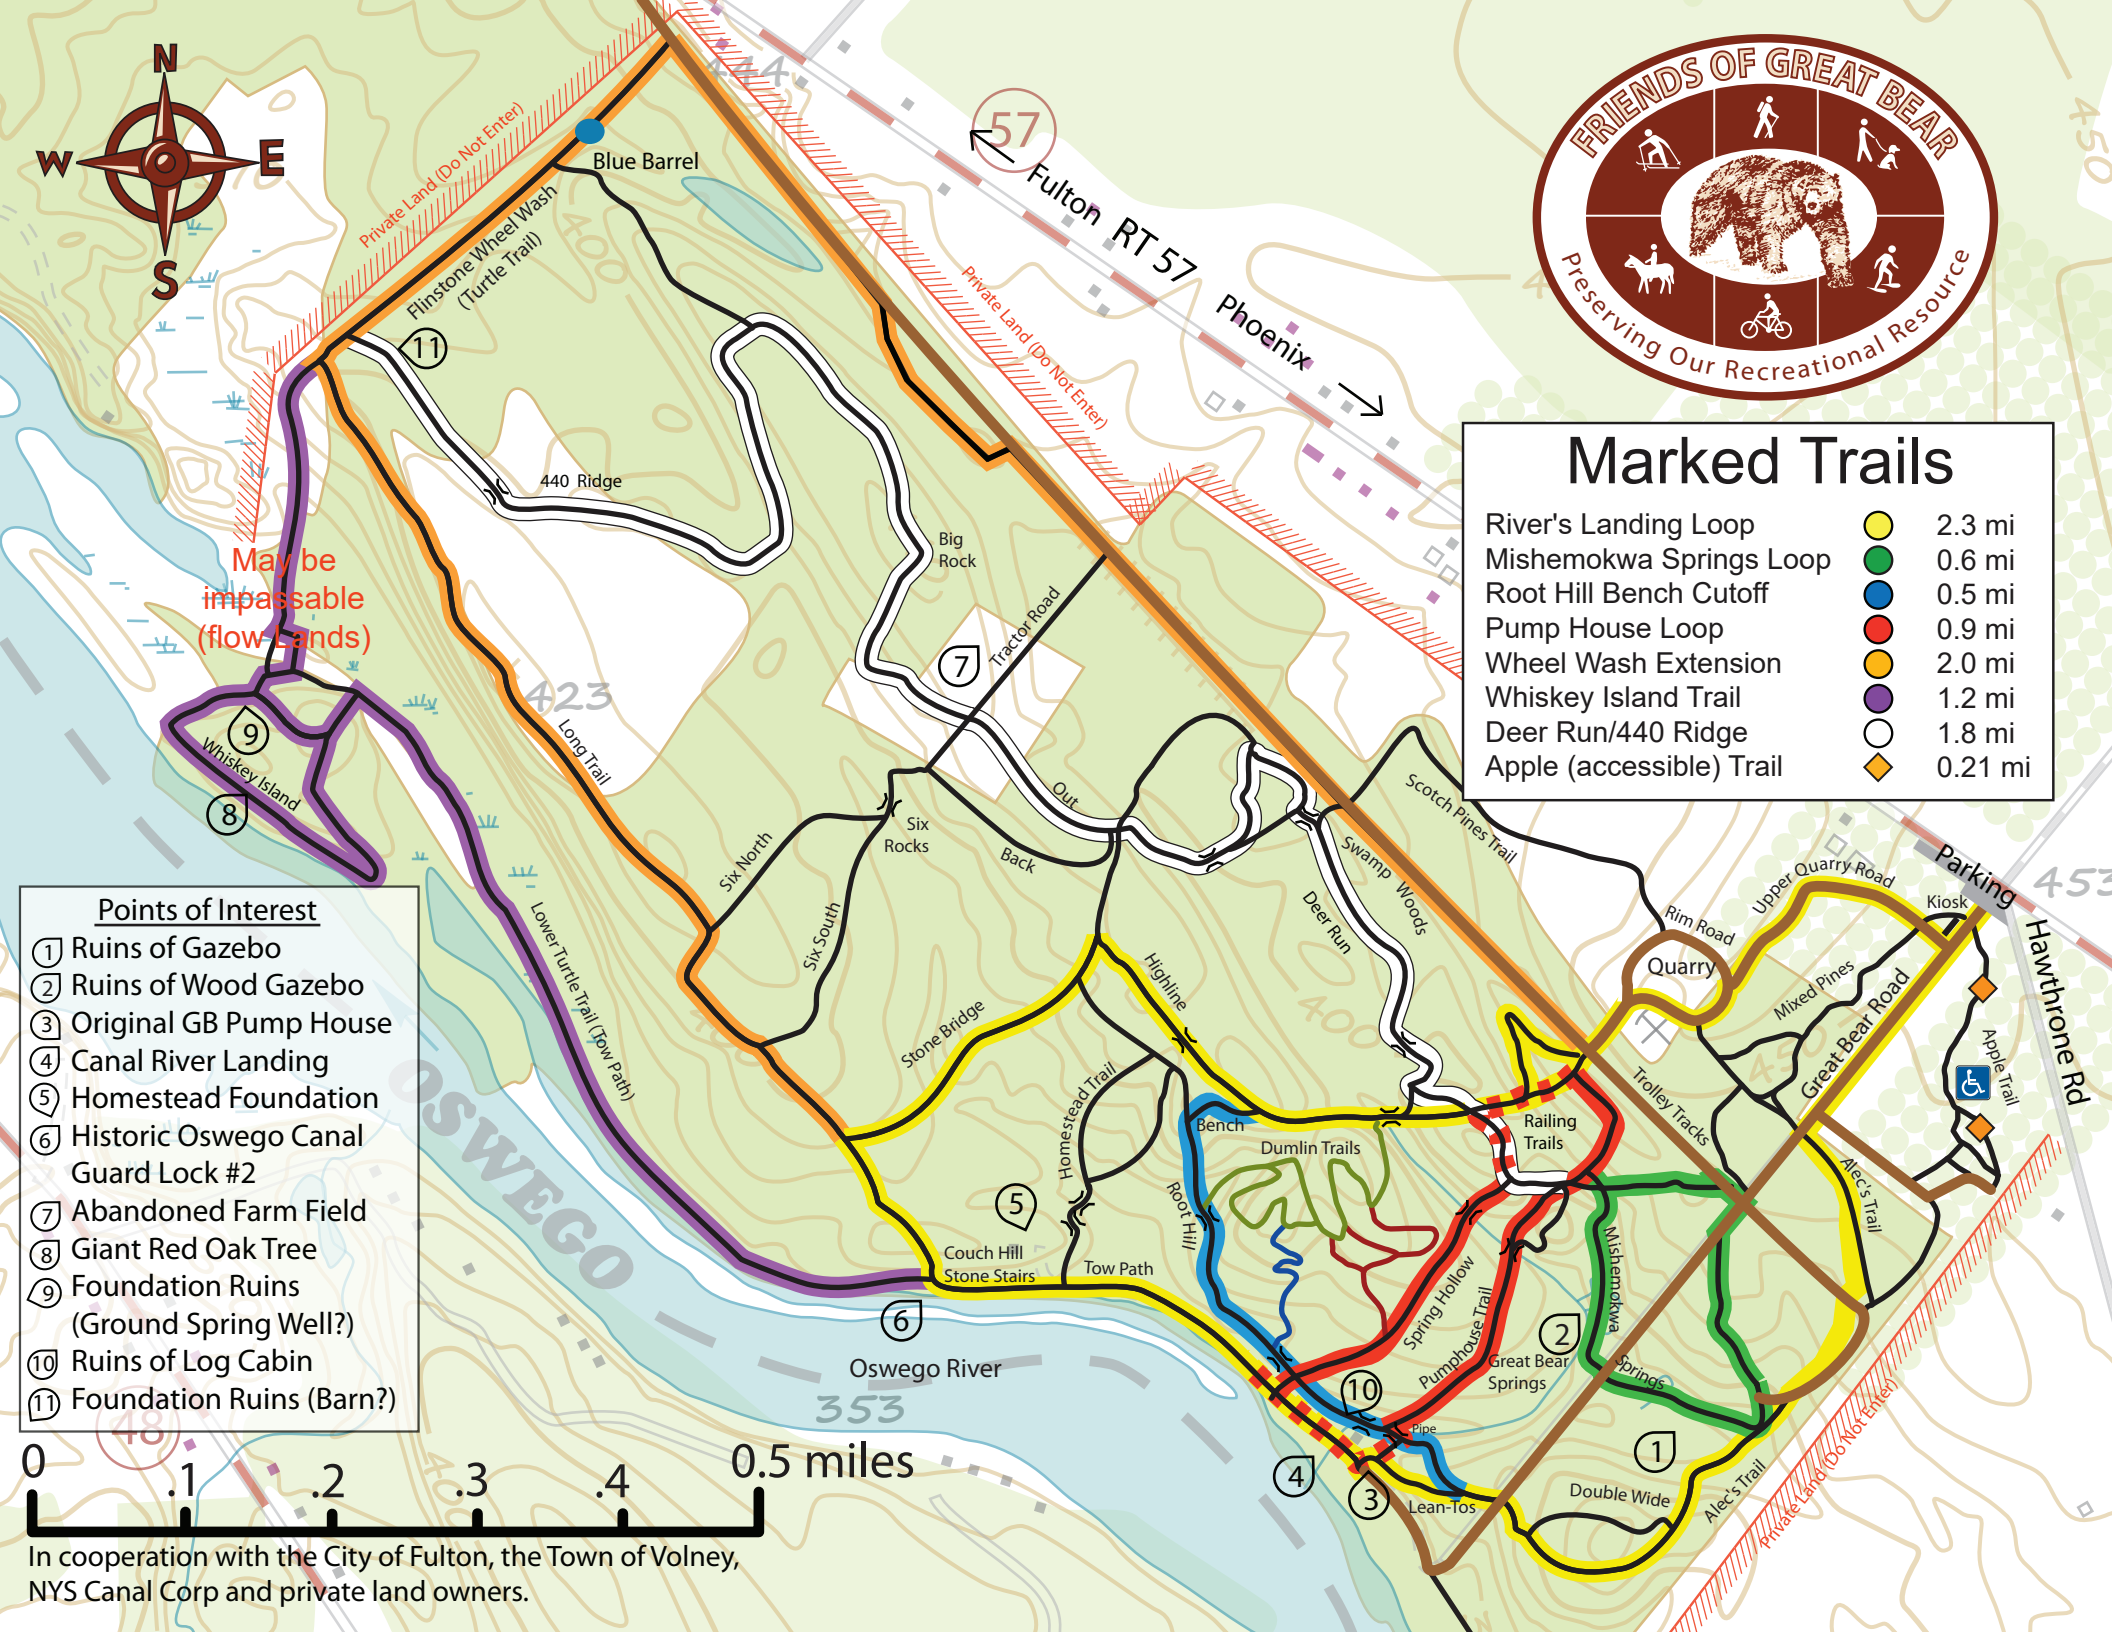 N
W
E
S
FRIENDS OF GREAT BEAR
Preserving Our Recreational Resource
444
57
Fulton RT 57 Phoenix
450
Private Land (Do Not Enter)
Blue Barrel
Flinstone Wheel Wash
(Turtle Trail)
11
Private Land (Do Not Enter)
Marked Trails
River's Landing Loop 2.3 mi
Mishemokwa Springs Loop 0.6 mi
Root Hill Bench Cutoff 0.5 mi
Pump House Loop 0.9 mi
Wheel Wash Extension 2.0 mi
Whiskey Island Trail 1.2 mi
Deer Run/440 Ridge 1.8 mi
Apple (accessible) Trail 0.21 mi
440 Ridge
Big
Rock
May be
impassable
(flow Lands)
Tractor Road
7
423
Long Trail
9
Whiskey Island
8
Out
Back
Six
Rocks
Six North
Six South
Scotch Pines Trail
Swamp Woods
Deer Run
Parking
453
Kiosk
Upper Quarry Road
Rim Road
Quarry
Mixed Pines
Great Bear Road
Hawthrone Rd
Apple Trail
400
400
400
450
Highline
Stone Bridge
Lower Turtle Trail (Tow Path)
Homestead Trail
Bench
Dumlin Trails
Railing
Trails
Trolley Tracks
Alec's Trail
Root Hill
5
Couch Hill
Stone Stairs
Tow Path
6
Oswego River
353
OSWEGO
Spring Hollow
Pumphouse Trail
Mishemokwa
Springs
2
Great Bear
Springs
10
Pipe
1
4
3
Lean-Tos
Double Wide
Alec's Trail
Private Land (Do Not Enter)
Points of Interest
1 Ruins of Gazebo
2 Ruins of Wood Gazebo
3 Original GB Pump House
4 Canal River Landing
5 Homestead Foundation
6 Historic Oswego Canal
Guard Lock #2
7 Abandoned Farm Field
8 Giant Red Oak Tree
9 Foundation Ruins
(Ground Spring Well?)
10 Ruins of Log Cabin
11 Foundation Ruins (Barn?)
48
0 .1 .2 .3 .4 0.5 miles
In cooperation with the City of Fulton, the Town of Volney,
NYS Canal Corp and private land owners.